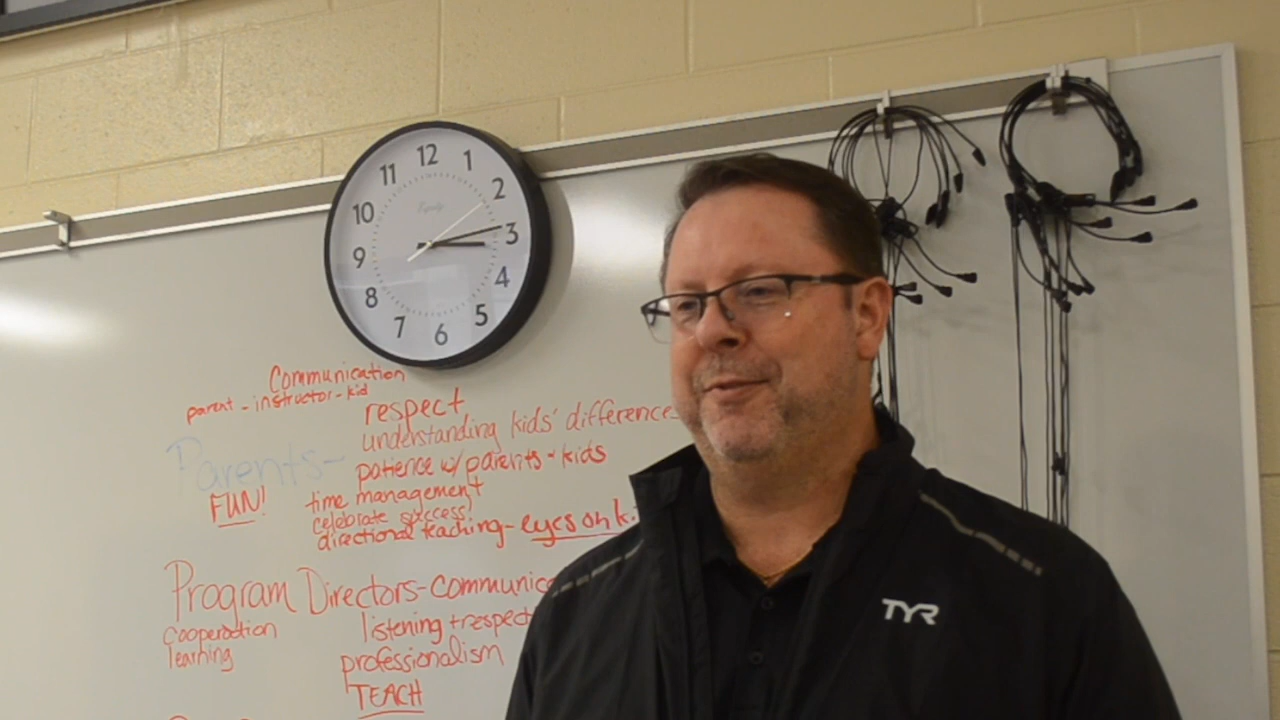 12
11 1
10 2
9 3
8 4
7 5
6
Equity
Communication
parent - instructor - kid
respect
understanding kids' difference
Parents-
patience w/ parents + kids
FUN!
time management
celebrate success!
directional teaching - eyes on k
Program Directors - communic
cooperation
listening + respect
learning
professionalism
TEACH
TYR